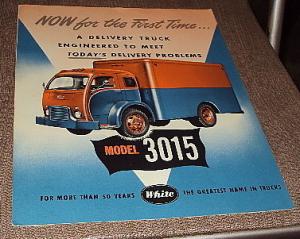 NOW for the First Time...
A DELIVERY TRUCK
ENGINEERED TO MEET
TODAY'S DELIVERY PROBLEMS
MODEL 3015
FOR MORE THAN 50 YEARS White THE GREATEST NAME IN TRUCKS